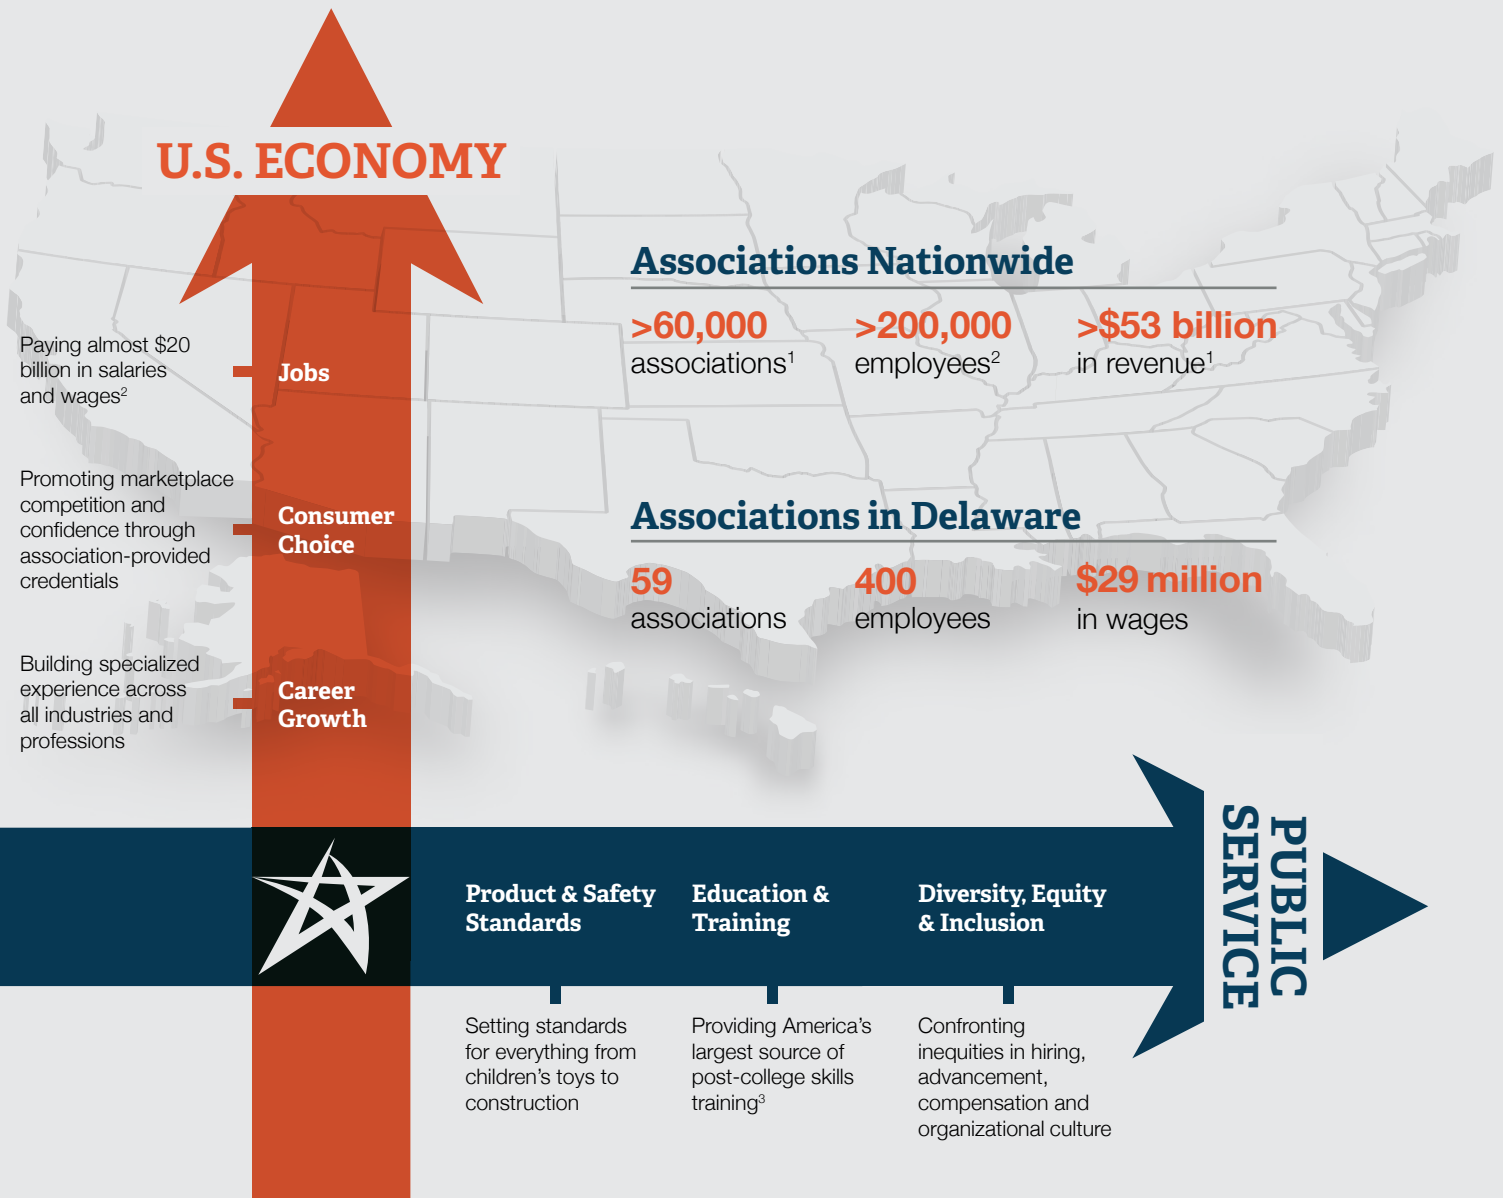 U.S. ECONOMY
Paying almost $20
billion in salaries
and wages²
Jobs
Promoting marketplace
competition and
confidence through
association-provided
credentials
Consumer
Choice
Building specialized
experience across
all industries and
professions
Career
Growth
Associations Nationwide
>60,000
associations¹
>200,000
employees²
>$53 billion
in revenue¹
Associations in Delaware
59
associations
400
employees
$29 million
in wages
Product & Safety
Standards
Setting standards
for everything from
children’s toys to
construction
Education &
Training
Providing America’s
largest source of
post-college skills
training³
Diversity, Equity
& Inclusion
Confronting
inequities in hiring,
advancement,
compensation and
organizational culture
PUBLIC
SERVICE